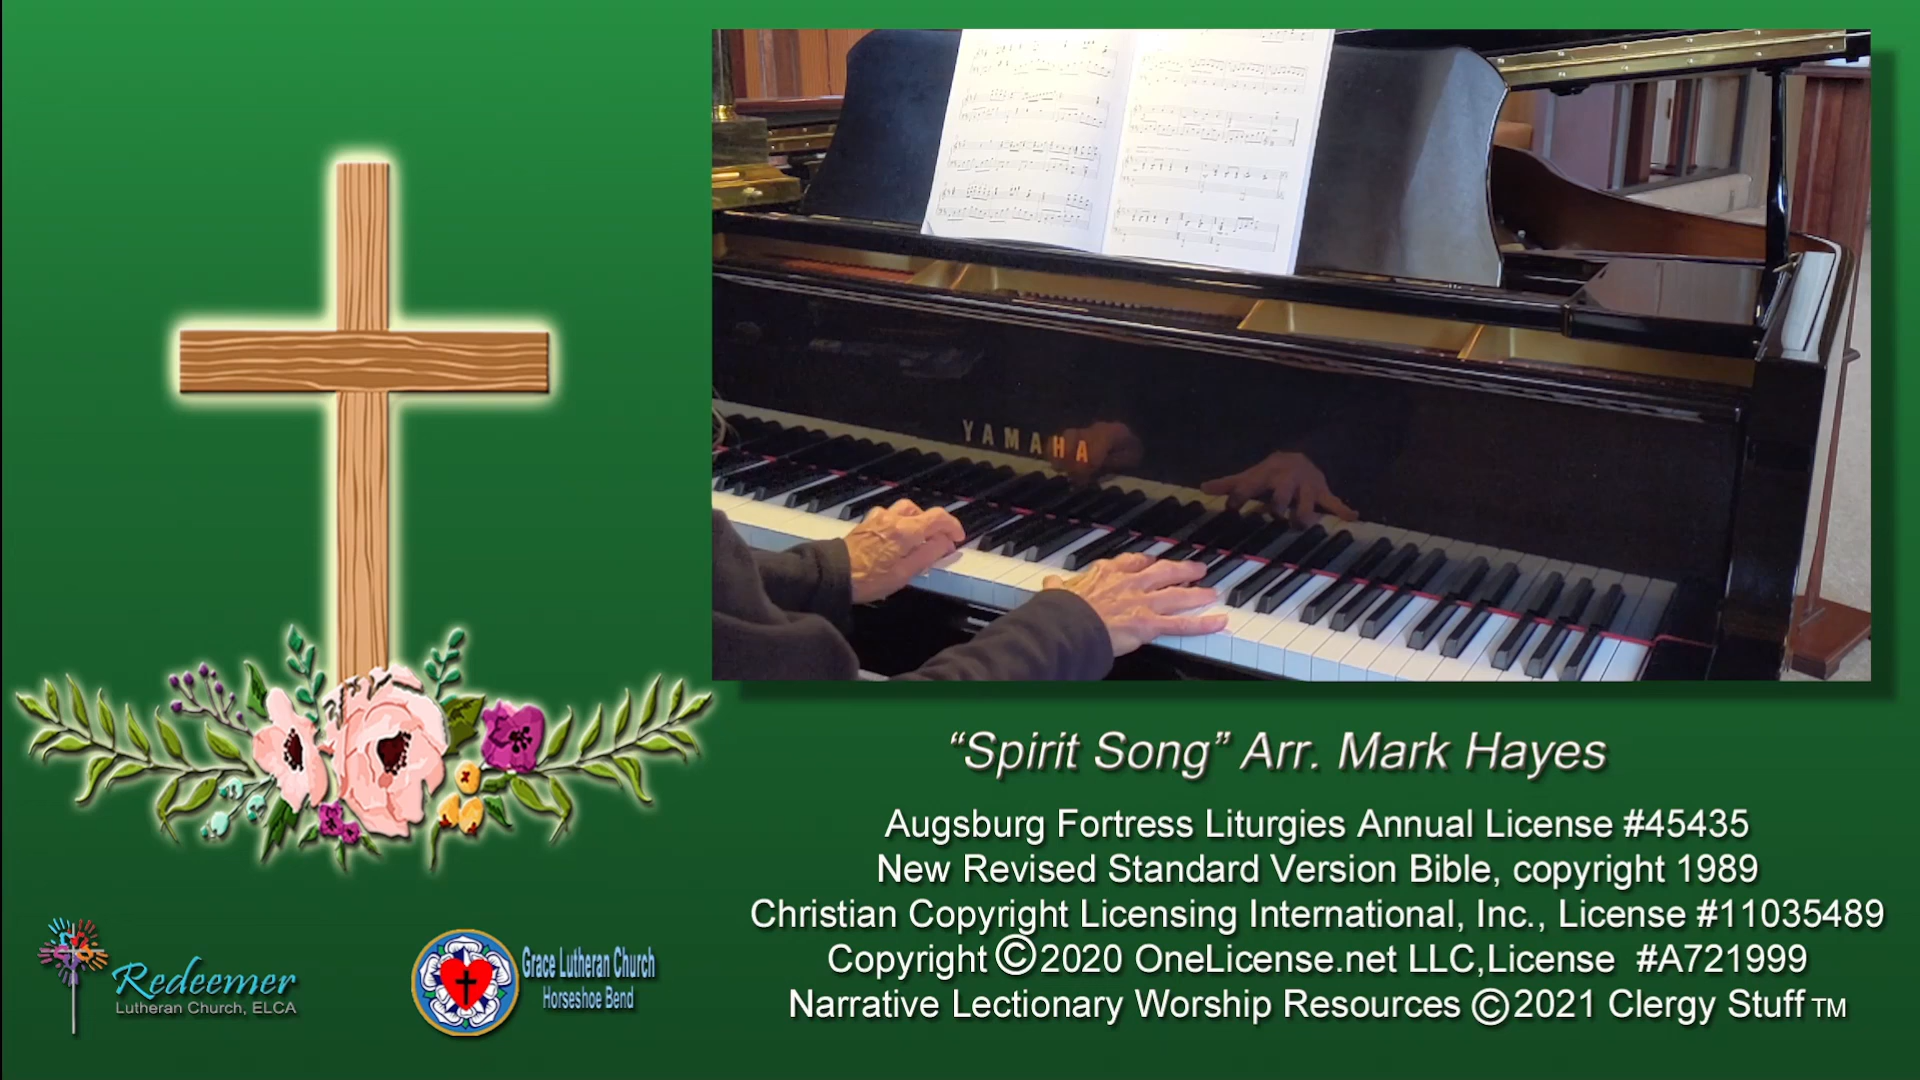 YAMAHA
“Spirit Song” Arr. Mark Hayes
Augsburg Fortress Liturgies Annual License #45435
New Revised Standard Version Bible, copyright 1989
Christian Copyright Licensing International, Inc., License #11035489
Copyright ©2020 OneLicense.net LLC,License #A721999
Narrative Lectionary Worship Resources ©2021 Clergy Stuff TM
Redeemer
Lutheran Church, ELCA
Grace Lutheran Church
Horseshoe Bend